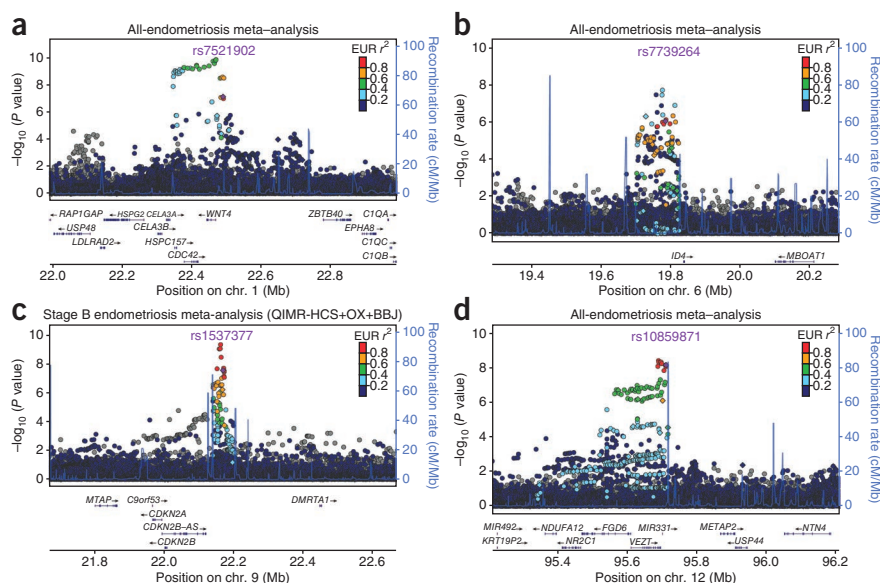 a
All-endometriosis meta–analysis
rs7521902
EUR r2
0.8
0.6
0.4
0.2
10
8
6
4
2
0
–log10 (P value)
100
80
60
40
20
0
Recombination rate (cM/Mb)
RAP1GAP HSPG2 CELA3A WNT4 ZBTB40 C1QA
USP48 CELA3B EPHA8
LDLRAD2 HSPC157 C1QC
CDC42 C1QB
22.0 22.2 22.4 22.6 22.8
Position on chr. 1 (Mb)
b
All-endometriosis meta–analysis
rs7739264
EUR r2
0.8
0.6
0.4
0.2
10
8
6
4
2
0
–log10 (P value)
100
80
60
40
20
0
Recombination rate (cM/Mb)
ID4 MBOAT1
19.4 19.6 19.8 20.0 20.2
Position on chr. 6 (Mb)
c
Stage B endometriosis meta-analysis (QIMR-HCS+OX+BBJ)
rs1537377
EUR r2
0.8
0.6
0.4
0.2
10
8
6
4
2
0
–log10 (P value)
100
80
60
40
20
0
Recombination rate (cM/Mb)
MTAP C9orf53 DMRTA1
CDKN2A
CDKN2B–AS
CDKN2B
21.8 22.0 22.2 22.4 22.6
Position on chr. 9 (Mb)
d
All-endometriosis meta–analysis
rs10859871
EUR r2
0.8
0.6
0.4
0.2
10
8
6
4
2
0
–log10 (P value)
100
80
60
40
20
0
Recombination rate (cM/Mb)
MIR492 NDUFA12 FGD6 MIR331 METAP2 NTN4
KRT19P2 NR2C1 VEZT USP44
95.4 95.6 95.8 96.0 96.2
Position on chr. 12 (Mb)